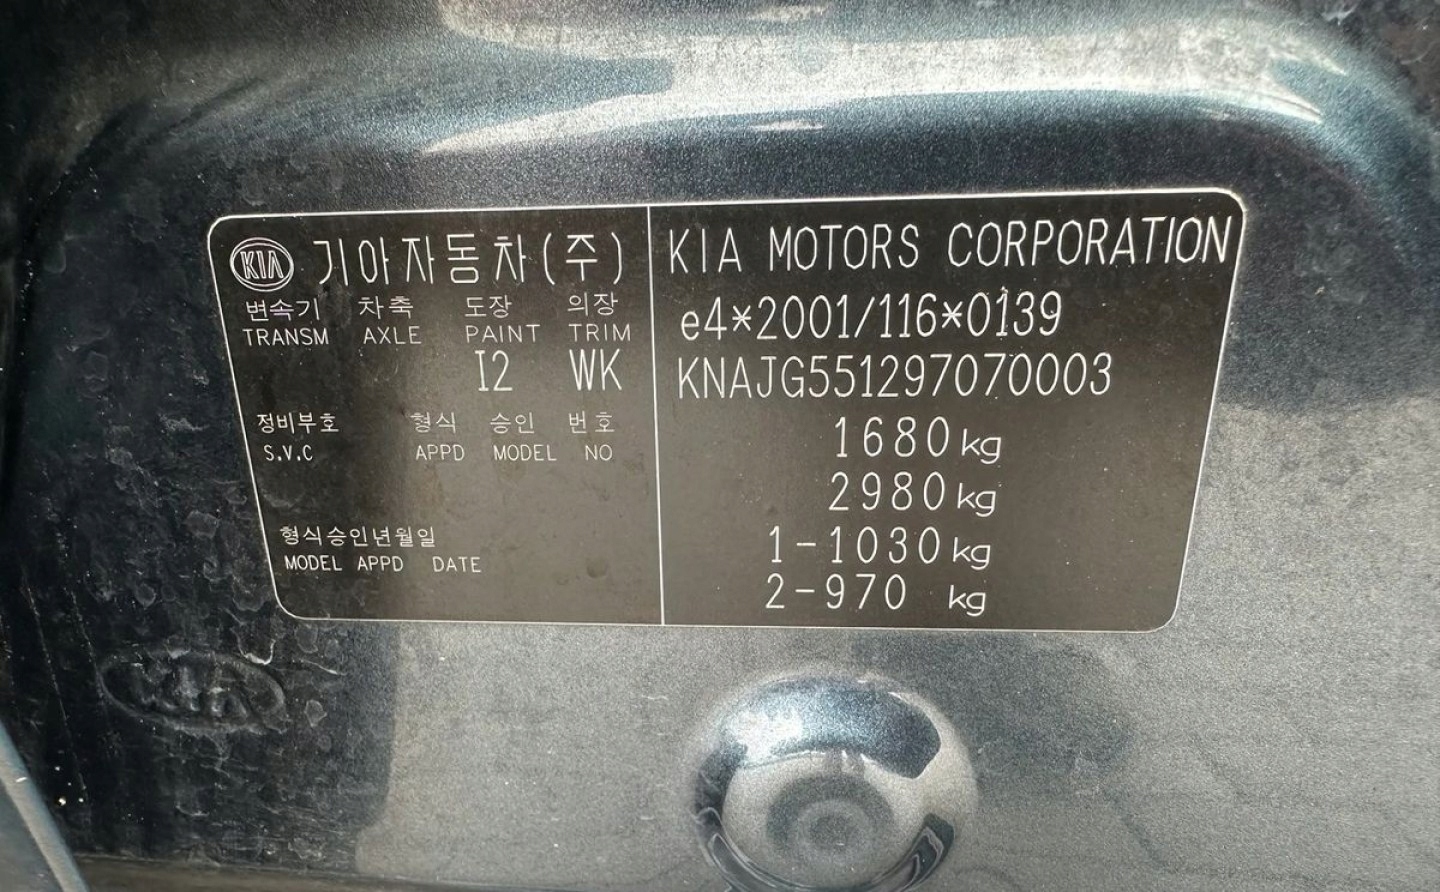 KIA 기아자동차(주)
변속기 차축 도장 의장
TRANSM AXLE PAINT TRIM
I2 WK
정비부호 형식 승인 번호
S.V.C APPD MODEL NO
형식승인년월일
MODEL APPD DATE
KIA MOTORS CORPORATION
e4*2001/116*0139
KNAJG551297070003
1680kg
2980kg
1-1030kg
2-970 kg
KIA